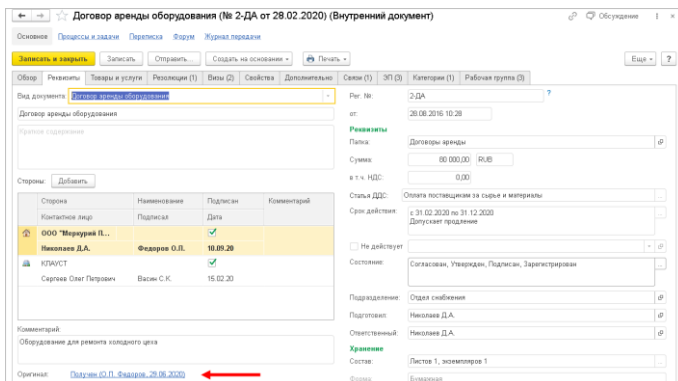 Договор аренды оборудования (№ 2-ДА от 28.02.2020) (Внутренний документ)
Обсуждение
Основное Процессы и задачи Переписка Форум Журнал передачи
Записать и закрыть Записать Отправить... Создать на основании Печать Еще ?
Обзор Реквизиты Товары и услуги Резолюции (1) Визы (2) Свойства Дополнительно Связи (1) ЭП (3) Категории (1) Рабочая группа (3)
Вид документа: Договор аренды оборудования
Договор аренды оборудования
Краткое содержание
Стороны: Добавить
Сторона Наименование Подписан Комментарий
Контактное лицо Подписал Дата
ООО "Меркурий П...
Николаев Д.А. Федоров О.П. 10.09.20
КЛАУСТ
Сергеев Олег Петрович Васин С.К. 15.02.20
Комментарий:
Оборудование для ремонта холодного цеха
Оригинал: Получен (О.П. Федоров, 29.06.2020)
Рег. №: 2-ДА ?
от: 28.08.2016 10:28
Реквизиты
Папка: Договоры аренды
Сумма: 80 000,00 RUB
в т.ч. НДС: 0,00
Статья ДДС: Оплата поставщикам за сырье и материалы
Срок действия: с 31.02.2020 по 31.12.2020
Допускает продление
Не действует
Состояние: Согласован, Утвержден, Подписан, Зарегистрирован
Подразделение: Отдел снабжения
Подготовил: Николаев Д.А.
Ответственный: Николаев Д.А.
Хранение
Состав: Листов 1, экземпляров 1
Форма: Бумажная